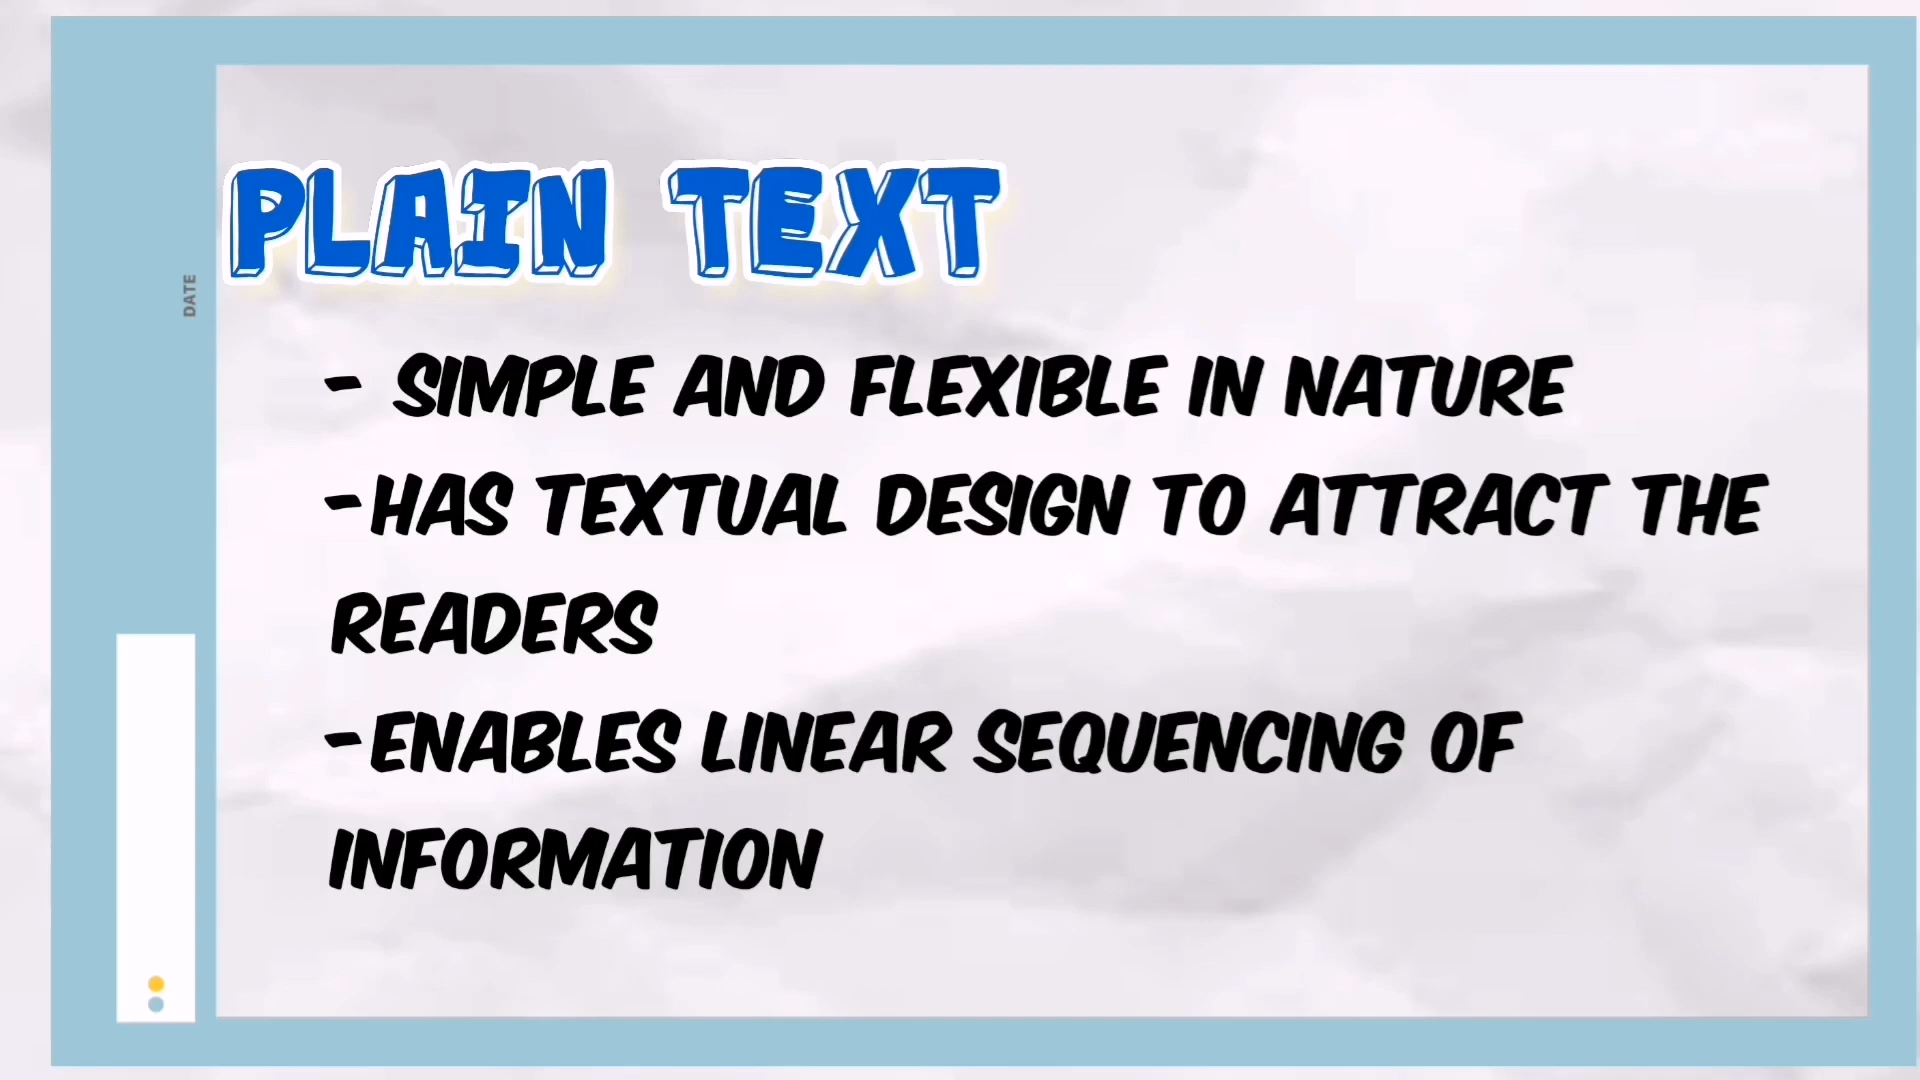 PLAIN TEXT
DATE
- SIMPLE AND FLEXIBLE IN NATURE
-HAS TEXTUAL DESIGN TO ATTRACT THE
READERS
-ENABLES LINEAR SEQUENCING OF
INFORMATION